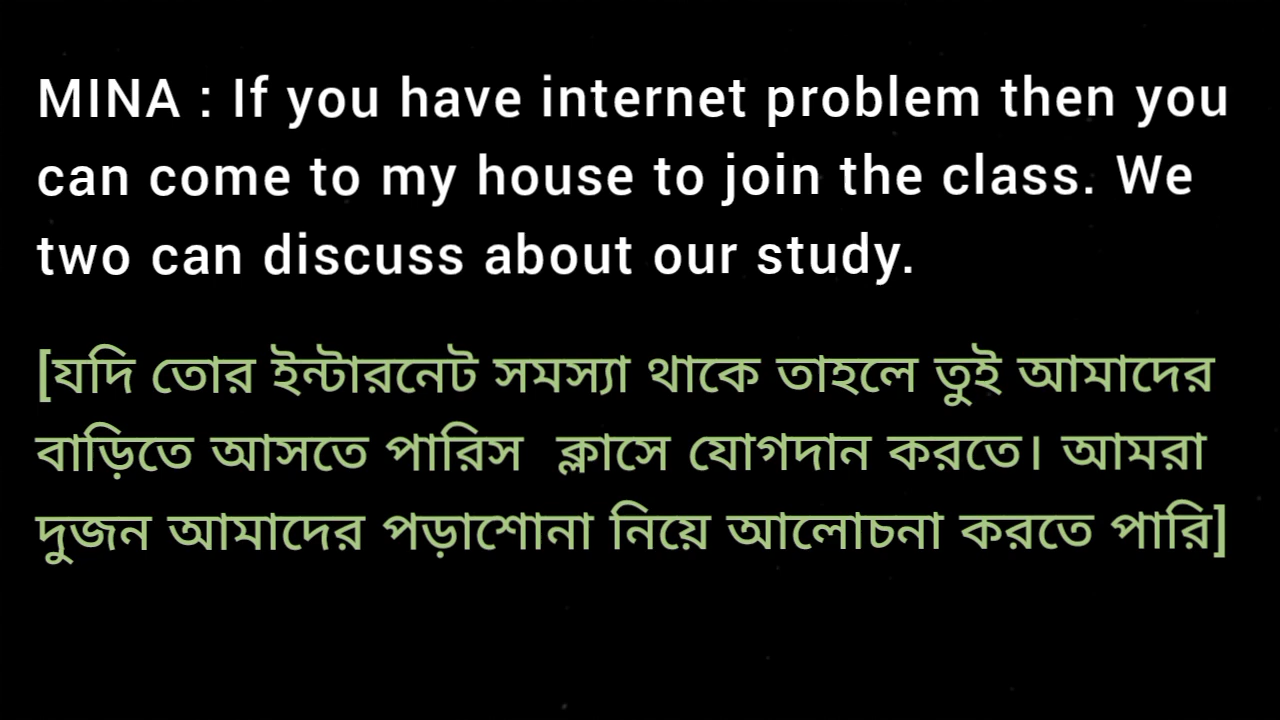 MINA : If you have internet problem then you
can come to my house to join the class. We
two can discuss about our study.
[যদি তোর ইন্টারনেট সমস্যা থাকে তাহলে তুই আমাদের
বাড়িতে আসতে পারিস ক্লাসে যোগদান করতে। আমরা
দুজন আমাদের পড়াশোনা নিয়ে আলোচনা করতে পারি]